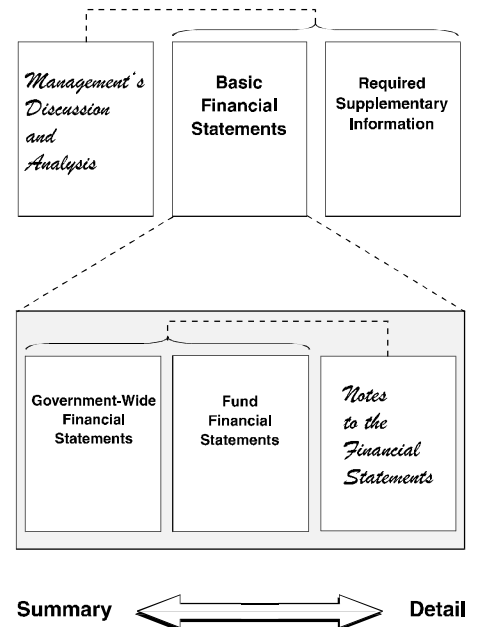 Management's
Discussion
and
Analysis
Basic
Financial
Statements
Required
Supplementary
Information
Government-Wide
Financial
Statements
Fund
Financial
Statements
Notes
to the
Financial
Statements
Summary
Detail